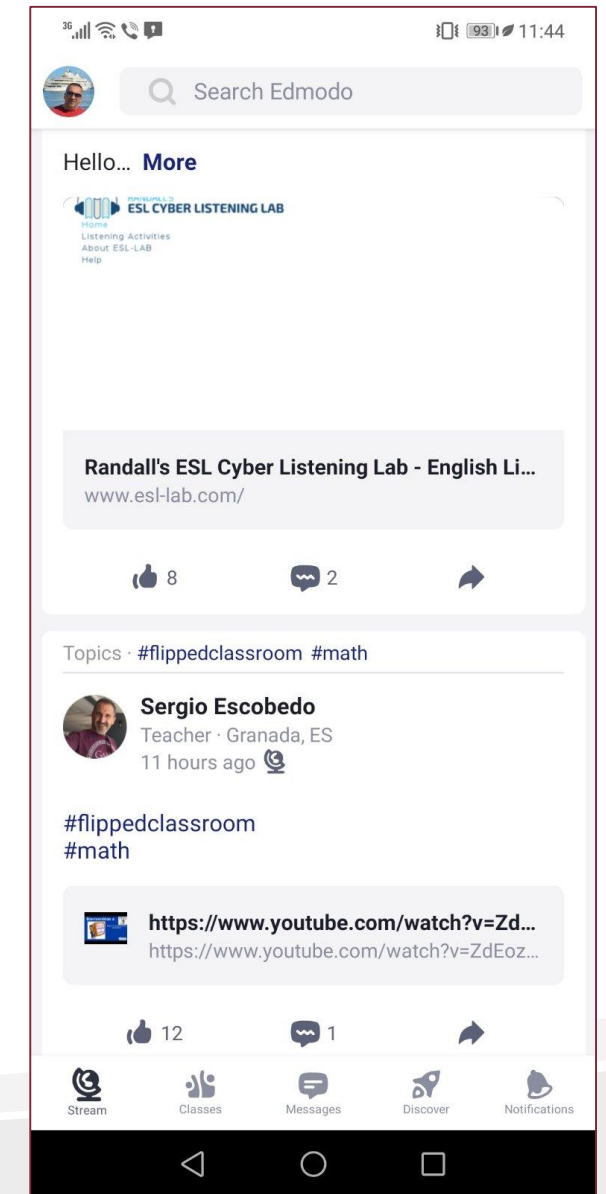 3G 93 11:44
Search Edmodo
Hello... More
RANDALL'S
ESL CYBER LISTENING LAB
Home
Listening Activities
About ESL-LAB
Help
Randall's ESL Cyber Listening Lab - English Li...
www.esl-lab.com/
8 2
Topics · #flippedclassroom #math
Sergio Escobedo
Teacher · Granada, ES
11 hours ago
#flippedclassroom
#math
https://www.youtube.com/watch?v=Zd...
https://www.youtube.com/watch?v=ZdEoz...
12 1
Stream Classes Messages Discover Notifications